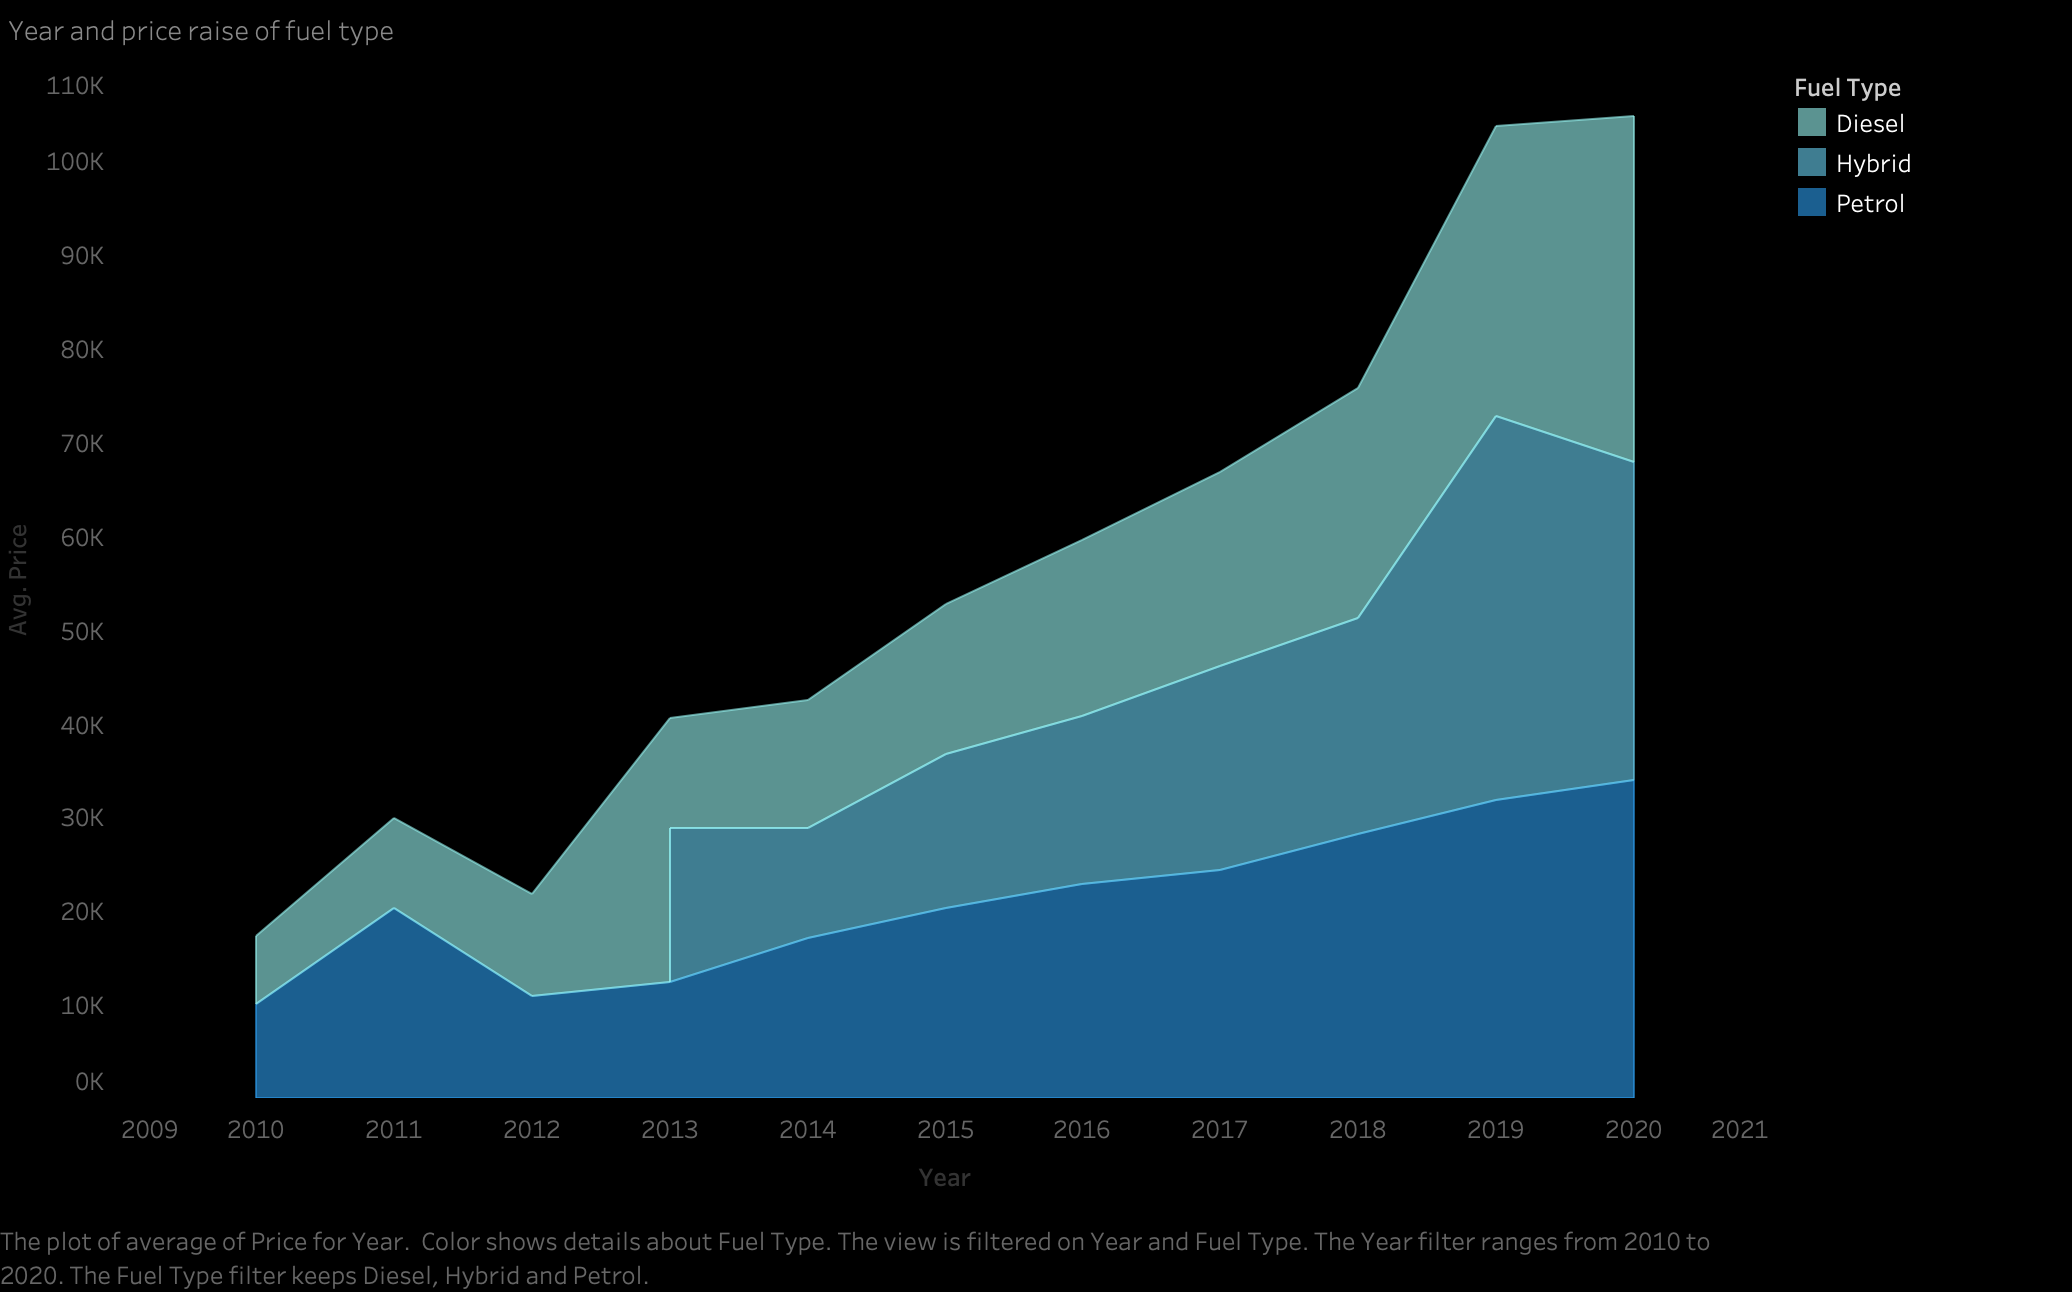 Year and price raise of fuel type
110K
100K
90K
80K
70K
60K
50K
40K
30K
20K
10K
0K
Avg. Price
2009 2010 2011 2012 2013 2014 2015 2016 2017 2018 2019 2020 2021
Year
Fuel Type
Diesel
Hybrid
Petrol
The plot of average of Price for Year.  Color shows details about Fuel Type. The view is filtered on Year and Fuel Type. The Year filter ranges from 2010 to
2020. The Fuel Type filter keeps Diesel, Hybrid and Petrol.